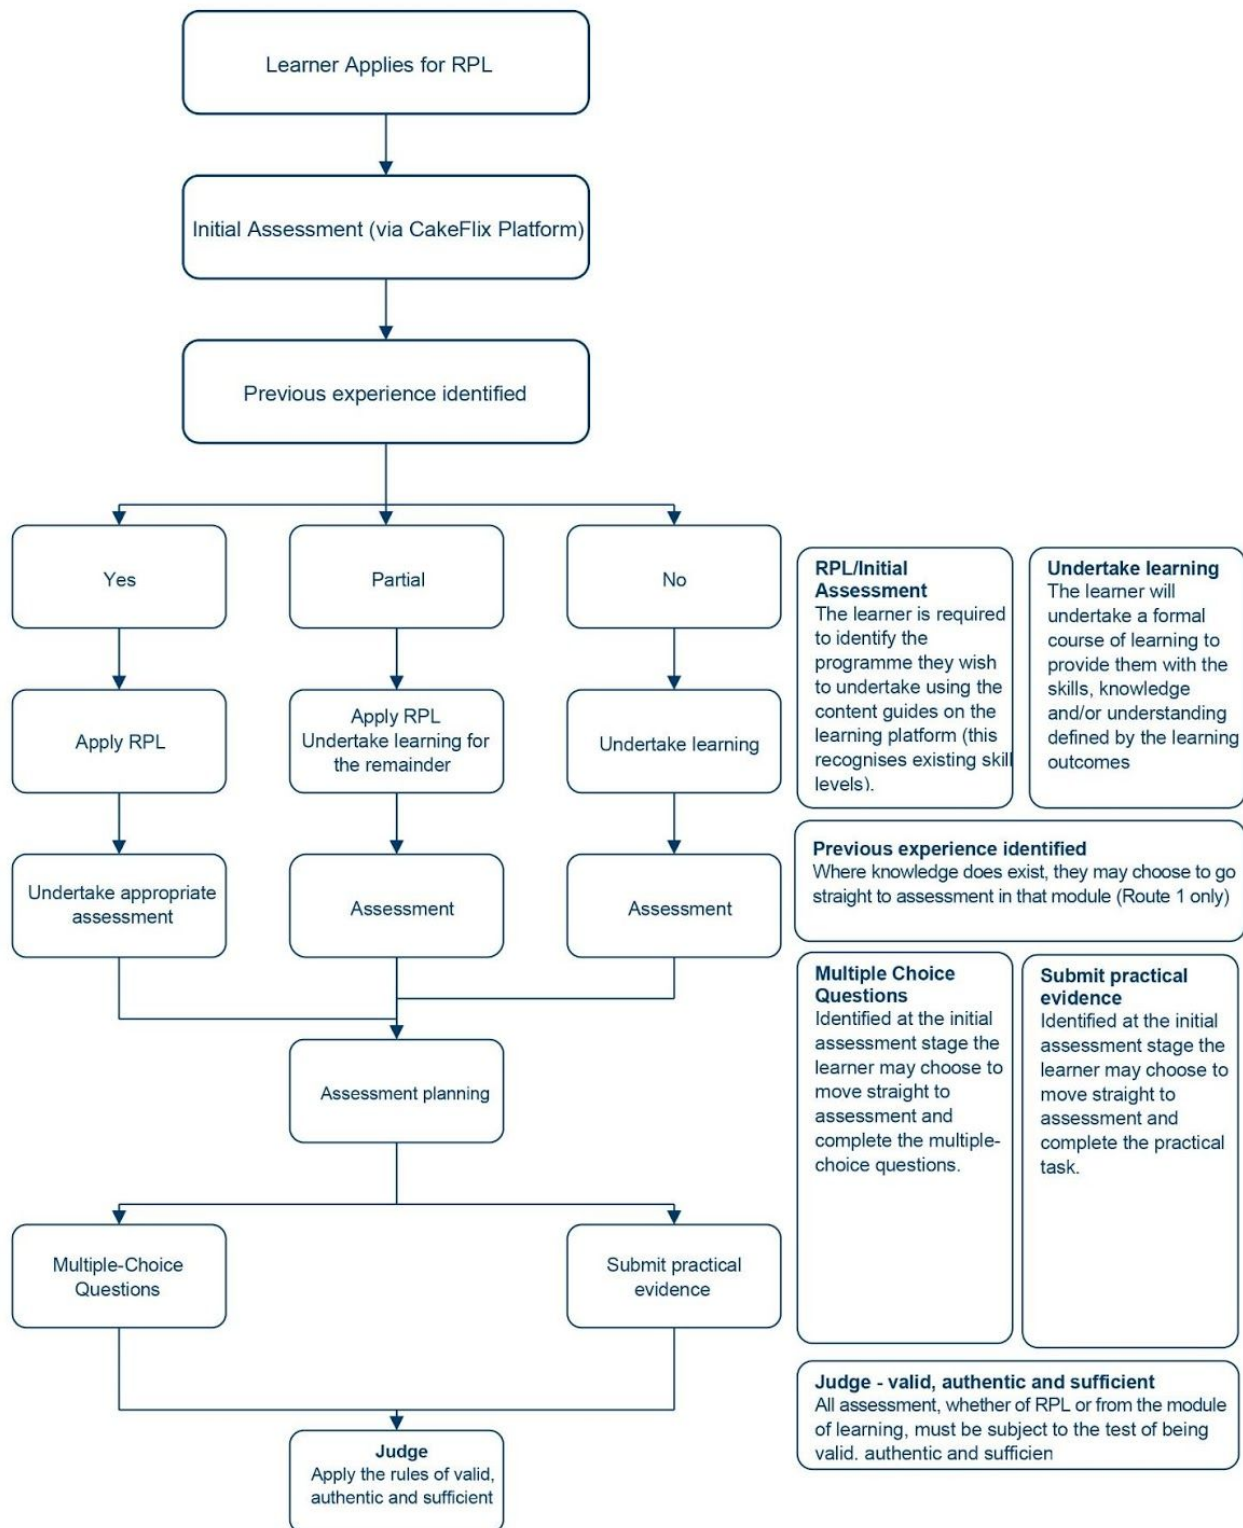 Learner Applies for RPL
Initial Assessment (via CakeFlix Platform)
Previous experience identified
Yes
Partial
No
Apply RPL
Apply RPL
Undertake learning for
the remainder
Undertake learning
Undertake appropriate
assessment
Assessment
Assessment
Assessment planning
Multiple-Choice
Questions
Submit practical
evidence
Judge
Apply the rules of valid,
authentic and sufficient
RPL/Initial
Assessment
The learner is required
to identify the
programme they wish
to undertake using the
content guides on the
learning platform (this
recognises existing skill
levels).
Undertake learning
The learner will
undertake a formal
course of learning to
provide them with the
skills, knowledge
and/or understanding
defined by the learning
outcomes
Previous experience identified
Where knowledge does exist, they may choose to go
straight to assessment in that module (Route 1 only)
Multiple Choice
Questions
Identified at the initial
assessment stage the
learner may choose to
move straight to
assessment and
complete the multiple-
choice questions.
Submit practical
evidence
Identified at the initial
assessment stage the
learner may choose to
move straight to
assessment and
complete the practical
task.
Judge - valid, authentic and sufficient
All assessment, whether of RPL or from the module
of learning, must be subject to the test of being
valid. authentic and sufficien